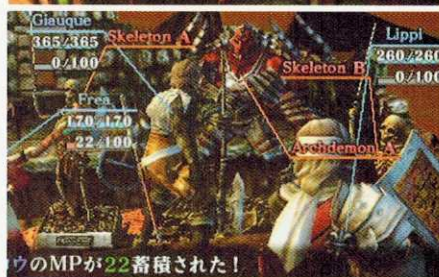 Giauque
365/365
0/100
Skeleton A
Lippi
260/260
0/100
Skeleton B
Frea
170/170
22/100
Archdemon A
ウのMPが22蓄積された!